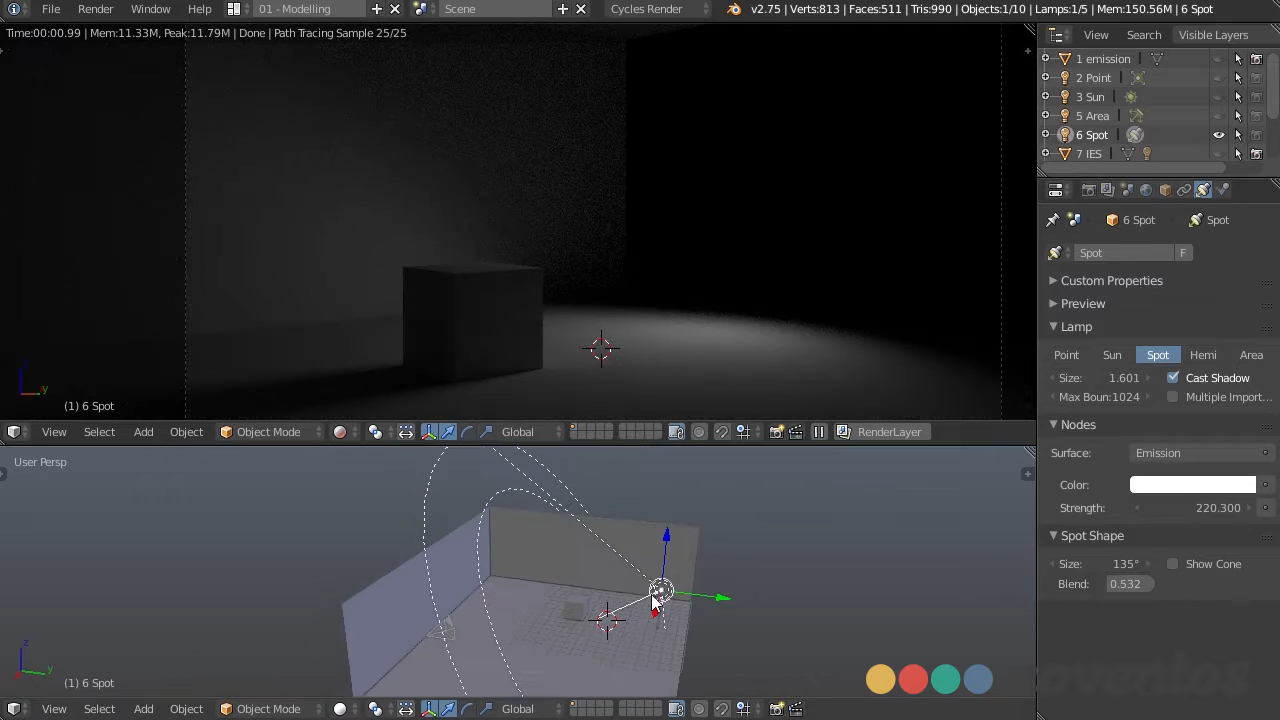 File Render Window Help 01 - Modelling Scene Cycles Render v2.75 | Verts:813 | Faces:511 | Tris:990 | Objects:1/10 | Lamps:1/5 | Mem:150.56M | 6 Spot
Time:00:00.99 | Mem:11.33M, Peak:11.79M | Done | Path Tracing Sample 25/25
View Search Visible Layers
1 emission
2 Point
3 Sun
5 Area
6 Spot
7 IES
6 Spot Spot
Spot F
Custom Properties
Preview
Lamp
Point Sun Spot Hemi Area
Size: 1.601 Cast Shadow
Max Boun:1024 Multiple Import...
Nodes
Surface: Emission
Color:
Strength: 220.300
Spot Shape
Size: 135° Show Cone
Blend: 0.532
z y
(1) 6 Spot
View Select Add Object Object Mode Global RenderLayer
User Persp
z
y
x
(1) 6 Spot
View Select Add Object Object Mode Global